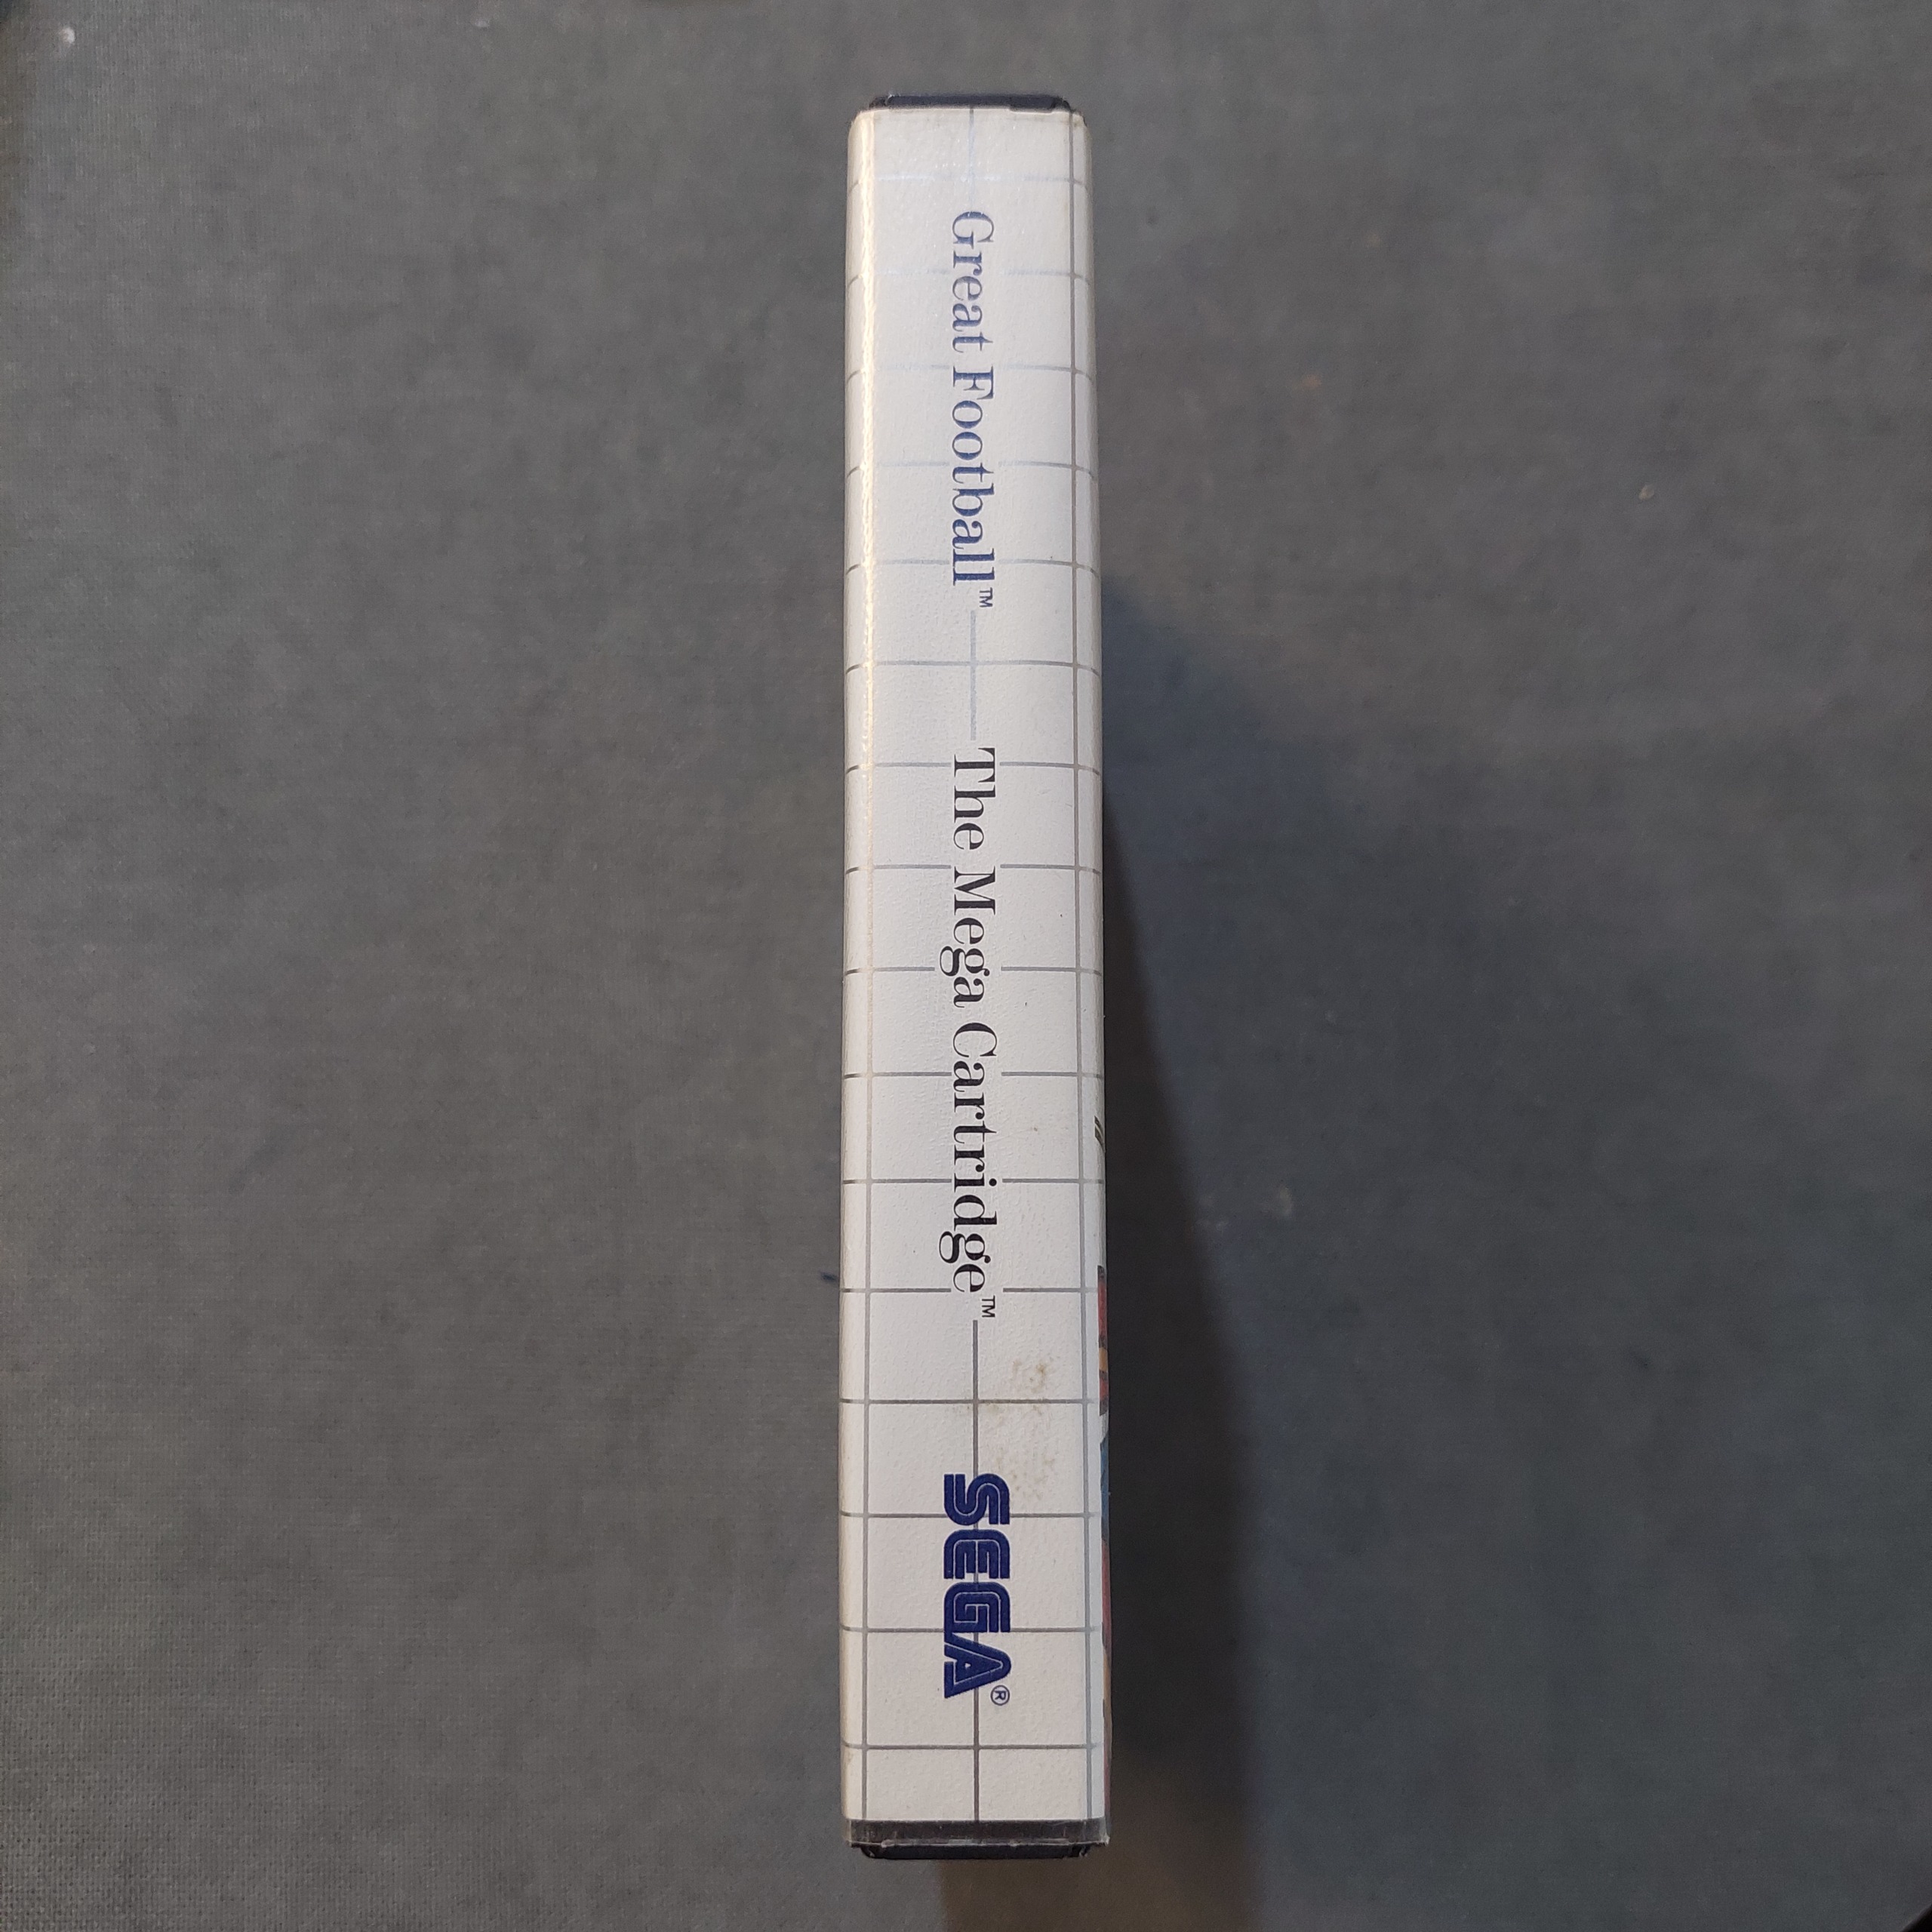 Great Football™
The Mega Cartridge™
SEGA®